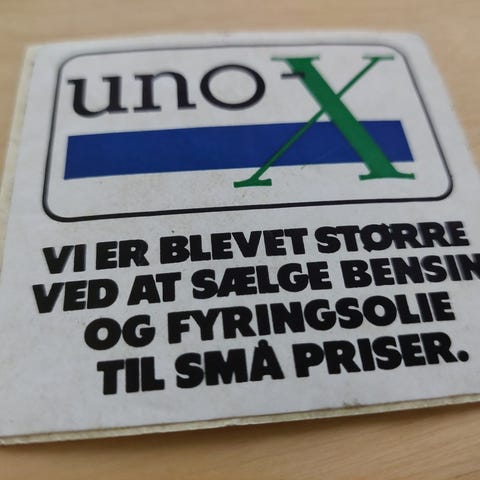 uno-X
VI ER BLEVET STØRRE
VED AT SÆLGE BENSIN
OG FYRINGSOLIE
TIL SMÅ PRISER.